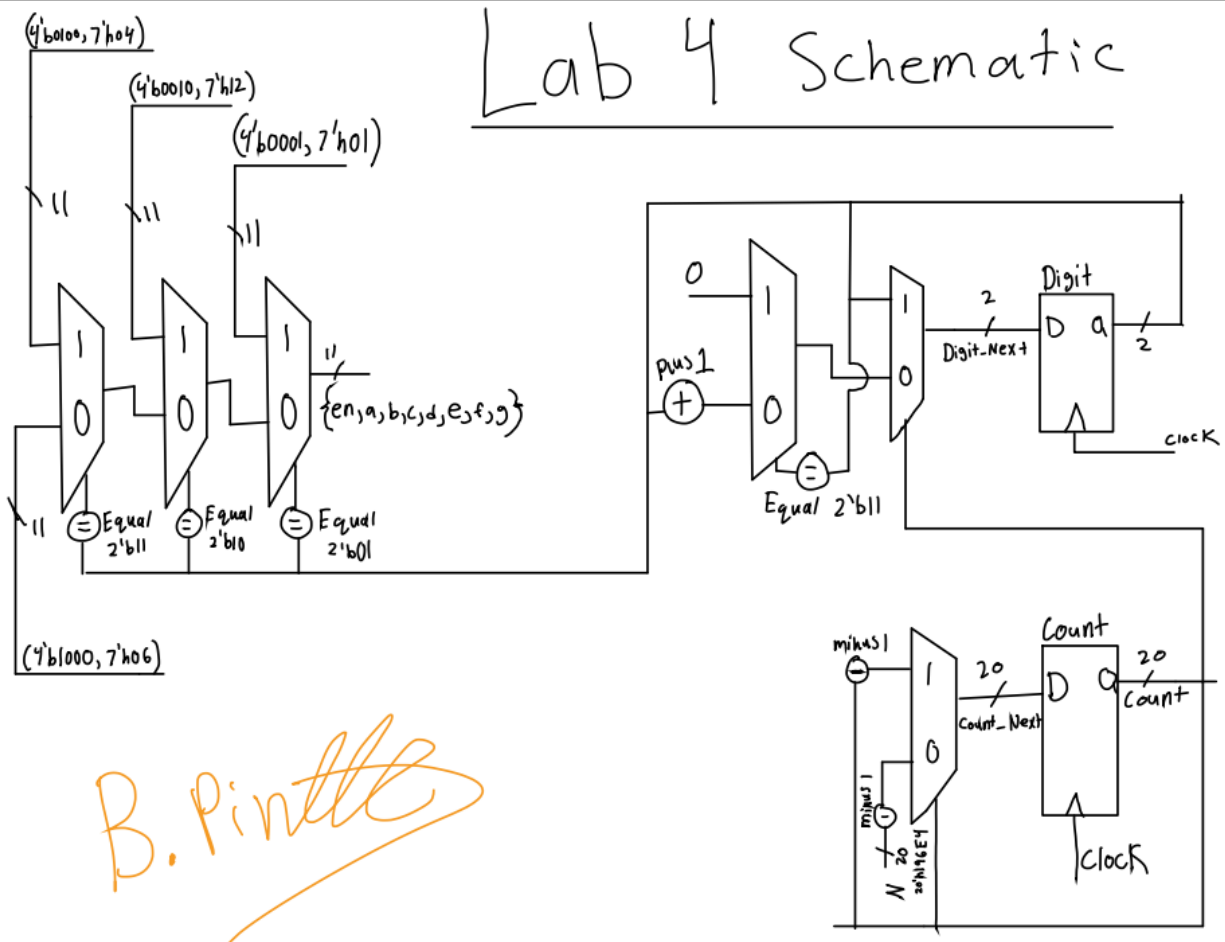 Lab 4 Schematic
(4'b0100, 7'h04)
(4'b0010, 7'h12)
(4'b0001, 7'h01)
11
11
11
1
0
1
0
1
0
11
{en,a,b,c,d,e,f,g}
= Equal
2'b11
= Equal
2'b10
= Equal
2'b01
11
(4'b1000, 7'h06)
0
plus 1
+
1
0
=
Equal 2'b11
1
0
2
Digit_Next
Digit
D Q
2
Clock
minus 1
-
1
0
minus 1
-
20
N
20'h196E4
20
Count_Next
Count
D Q
20
Count
Clock
B. Pin